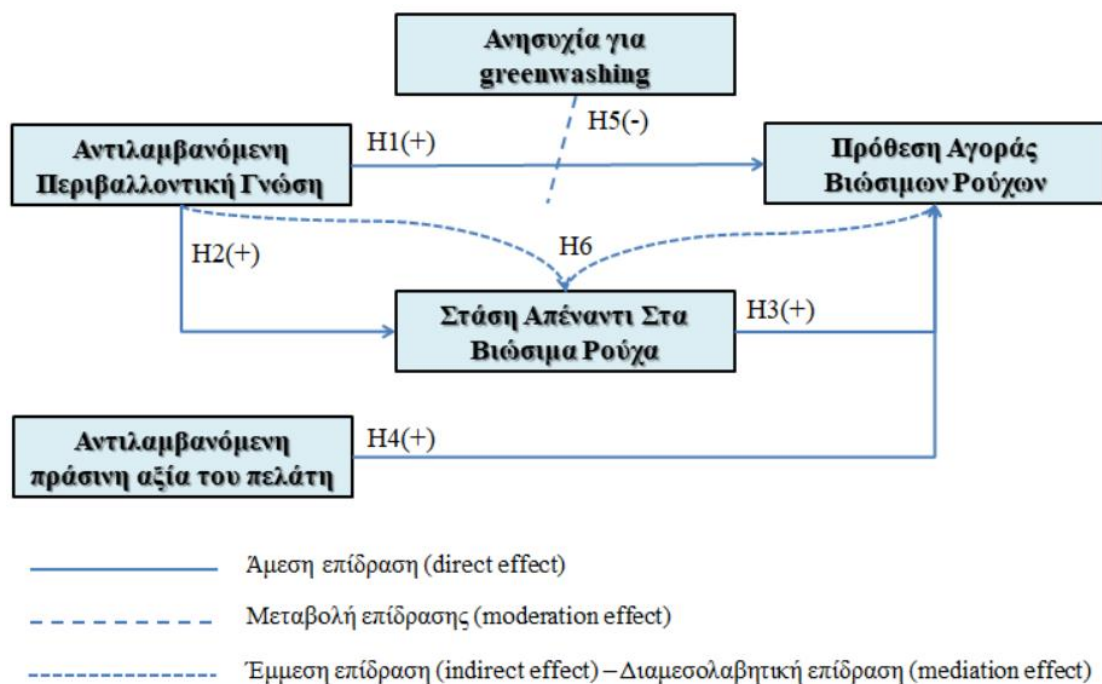 Ανησυχία για
greenwashing
H5(-)
H1(+)
Αντιλαμβανόμενη
Περιβαλλοντική Γνώση
Πρόθεση Αγοράς
Βιώσιμων Ρούχων
H2(+)
H6
Στάση Απέναντι Στα
Βιώσιμα Ρούχα
H3(+)
Αντιλαμβανόμενη
πράσινη αξία του πελάτη
H4(+)
Άμεση επίδραση (direct effect)
Μεταβολή επίδρασης (moderation effect)
Έμμεση επίδραση (indirect effect) – Διαμεσολαβητική επίδραση (mediation effect)